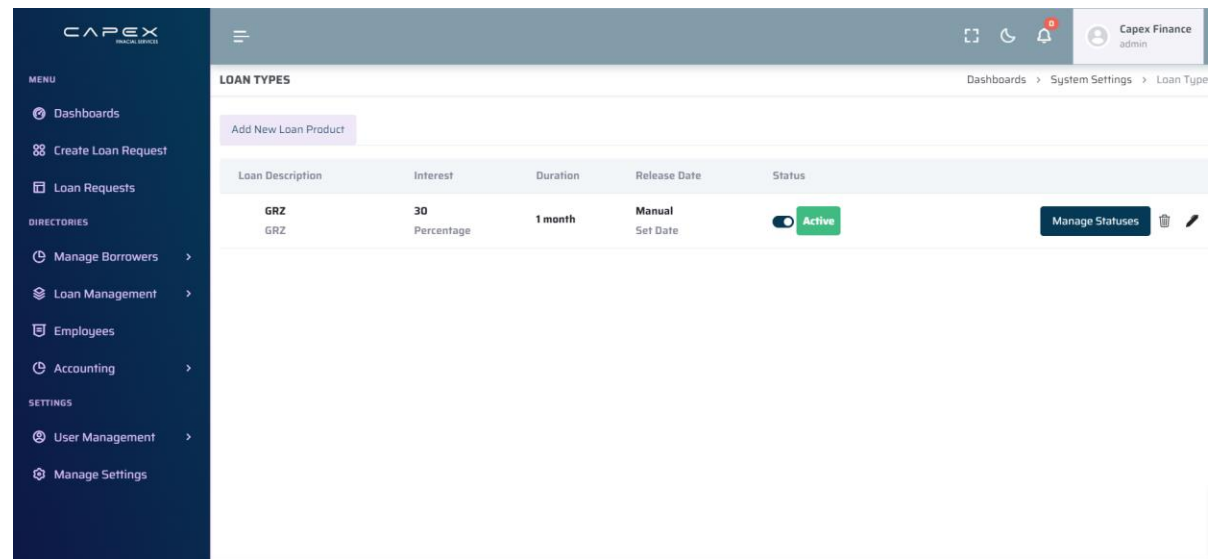 CAPEX
FINANCIAL SERVICES
0
Capex Finance
admin
MENU
Dashboards
Create Loan Request
Loan Requests
DIRECTORIES
Manage Borrowers
Loan Management
Employees
Accounting
SETTINGS
User Management
Manage Settings
LOAN TYPES
Dashboards > System Settings > Loan Type
Add New Loan Product
Loan Description Interest Duration Release Date Status
GRZ 30 1 month Manual Active Manage Statuses
GRZ Percentage Set Date